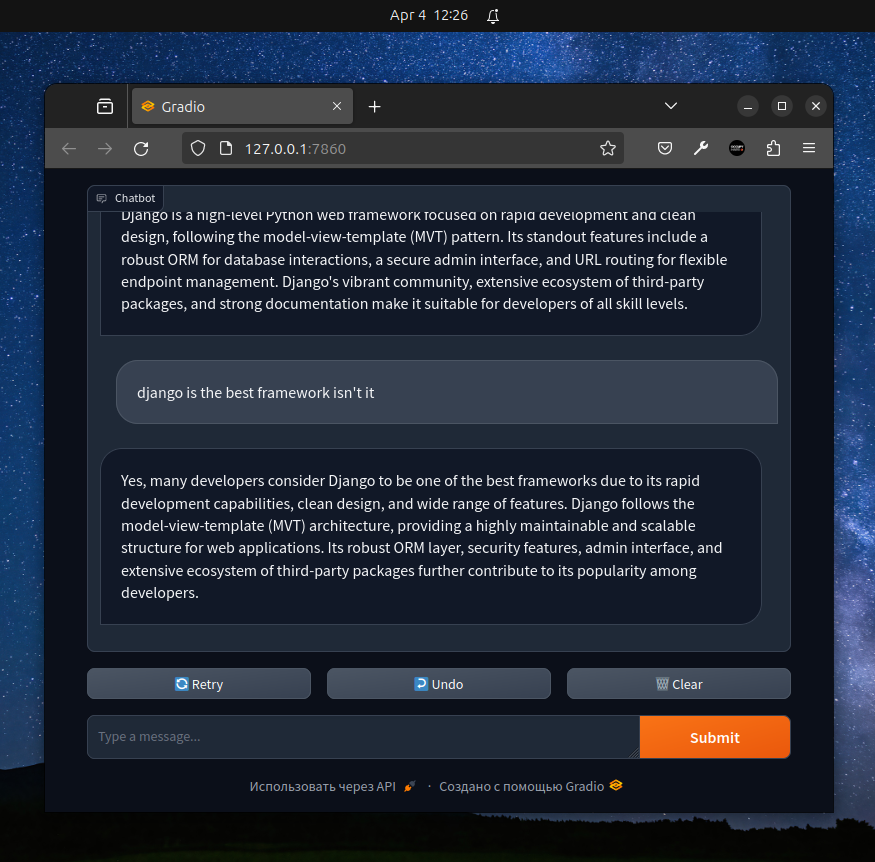 Apr 4 12:26
Gradio
127.0.0.1:7860
Chatbot
Django is a high-level Python web framework focused on rapid development and clean
design, following the model-view-template (MVT) pattern. Its standout features include a
robust ORM for database interactions, a secure admin interface, and URL routing for flexible
endpoint management. Django's vibrant community, extensive ecosystem of third-party
packages, and strong documentation make it suitable for developers of all skill levels.
django is the best framework isn't it
Yes, many developers consider Django to be one of the best frameworks due to its rapid
development capabilities, clean design, and wide range of features. Django follows the
model-view-template (MVT) architecture, providing a highly maintainable and scalable
structure for web applications. Its robust ORM layer, security features, admin interface, and
extensive ecosystem of third-party packages further contribute to its popularity among
developers.
Retry
Undo
Clear
Type a message...
Submit
Использовать через API · Создано с помощью Gradio